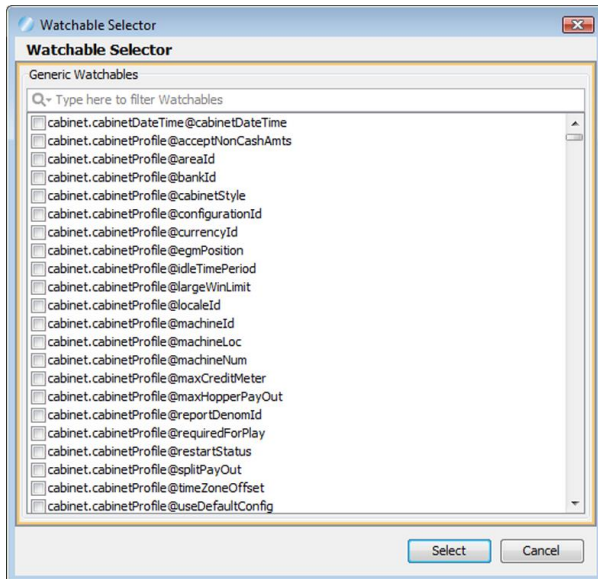 Watchable Selector
Watchable Selector
Generic Watchables
Type here to filter Watchables
cabinet.cabinetDateTime@cabinetDateTime
cabinet.cabinetProfile@acceptNonCashAmts
cabinet.cabinetProfile@areaId
cabinet.cabinetProfile@bankId
cabinet.cabinetProfile@cabinetStyle
cabinet.cabinetProfile@configurationId
cabinet.cabinetProfile@currencyId
cabinet.cabinetProfile@egmPosition
cabinet.cabinetProfile@idleTimePeriod
cabinet.cabinetProfile@largeWinLimit
cabinet.cabinetProfile@localeId
cabinet.cabinetProfile@machineId
cabinet.cabinetProfile@machineLoc
cabinet.cabinetProfile@machineNum
cabinet.cabinetProfile@maxCreditMeter
cabinet.cabinetProfile@maxHopperPayOut
cabinet.cabinetProfile@reportDenomId
cabinet.cabinetProfile@requiredForPlay
cabinet.cabinetProfile@restartStatus
cabinet.cabinetProfile@splitPayOut
cabinet.cabinetProfile@timeZoneOffset
cabinet.cabinetProfile@useDefaultConfig
Select Cancel